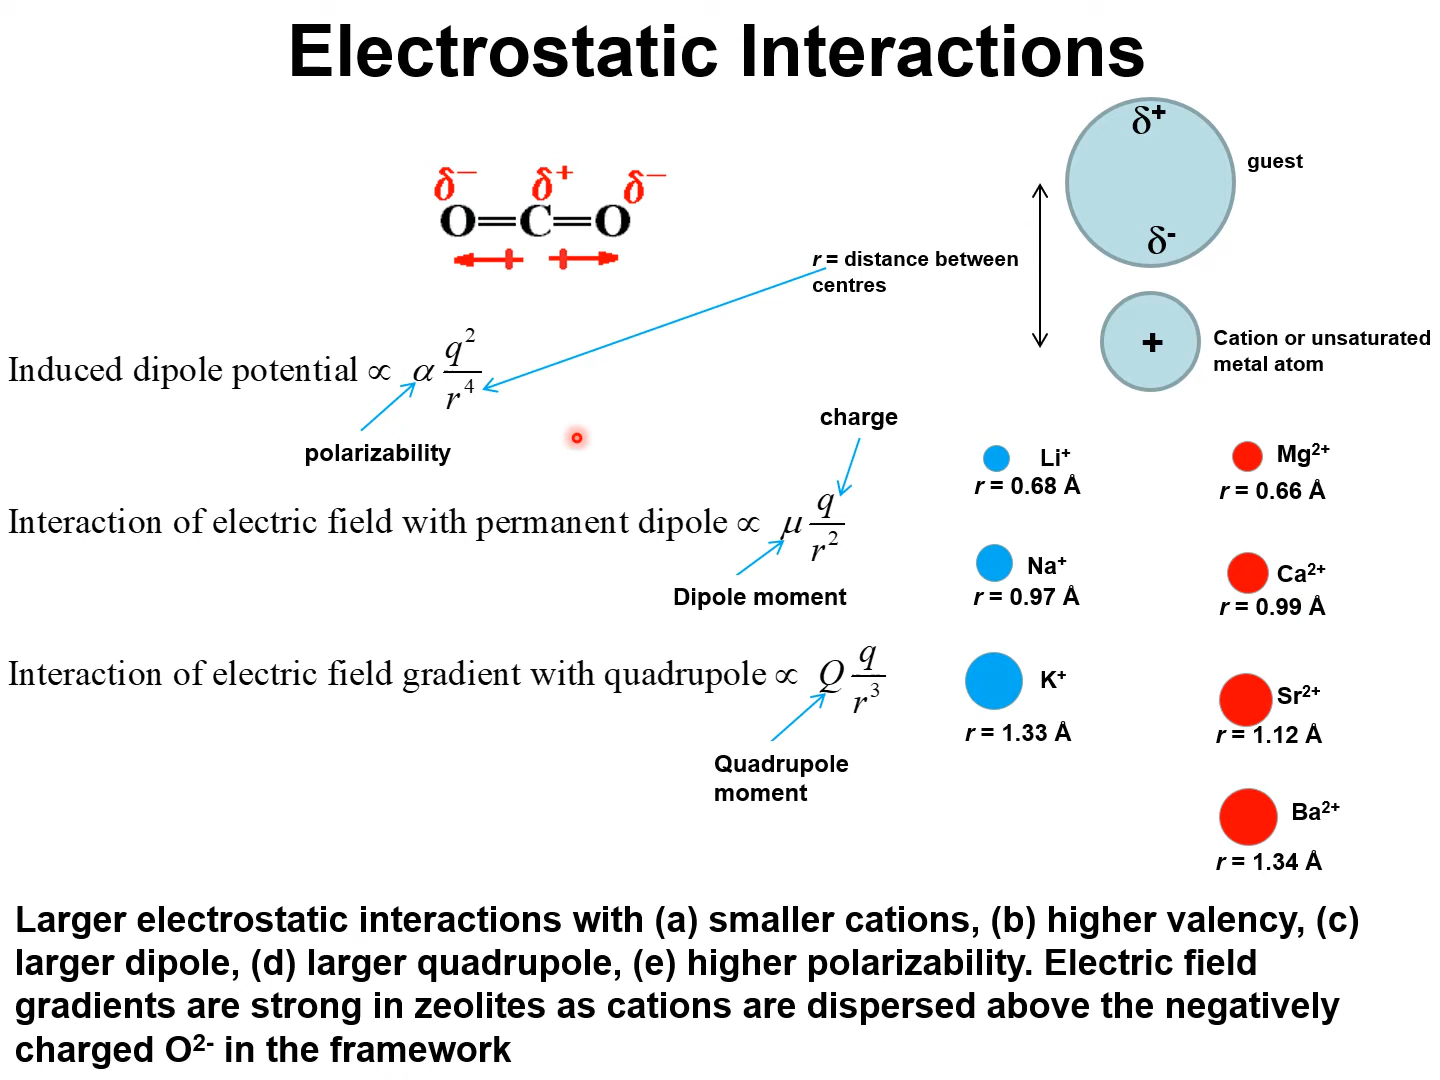 Electrostatic Interactions
δ⁻ δ⁺ δ⁻
O=C=O
δ⁺
guest
δ⁻
r = distance between
centres
+
Cation or unsaturated
metal atom
Induced dipole potential ∝ α q²/r⁴
polarizability
charge
Interaction of electric field with permanent dipole ∝ μ q/r²
Dipole moment
Interaction of electric field gradient with quadrupole ∝ Q q/r³
Quadrupole
moment
Li⁺
r = 0.68 Å
Mg²⁺
r = 0.66 Å
Na⁺
r = 0.97 Å
Ca²⁺
r = 0.99 Å
K⁺
r = 1.33 Å
Sr²⁺
r = 1.12 Å
Ba²⁺
r = 1.34 Å
Larger electrostatic interactions with (a) smaller cations, (b) higher valency, (c)
larger dipole, (d) larger quadrupole, (e) higher polarizability. Electric field
gradients are strong in zeolites as cations are dispersed above the negatively
charged O²⁻ in the framework